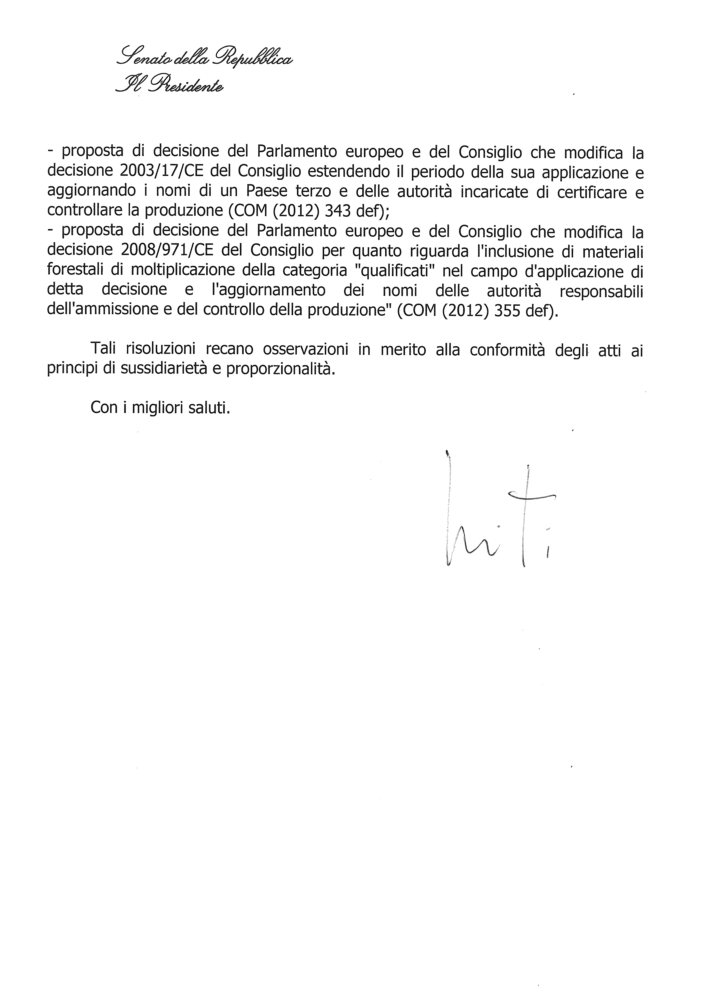 Senato della Repubblica
Il Presidente
- proposta di decisione del Parlamento europeo e del Consiglio che modifica la
decisione 2003/17/CE del Consiglio estendendo il periodo della sua applicazione e
aggiornando i nomi di un Paese terzo e delle autorità incaricate di certificare e
controllare la produzione (COM (2012) 343 def);
- proposta di decisione del Parlamento europeo e del Consiglio che modifica la
decisione 2008/971/CE del Consiglio per quanto riguarda l'inclusione di materiali
forestali di moltiplicazione della categoria "qualificati" nel campo d'applicazione di
detta decisione e l'aggiornamento dei nomi delle autorità responsabili
dell'ammissione e del controllo della produzione" (COM (2012) 355 def).
Tali risoluzioni recano osservazioni in merito alla conformità degli atti ai
principi di sussidiarietà e proporzionalità.
Con i migliori saluti.